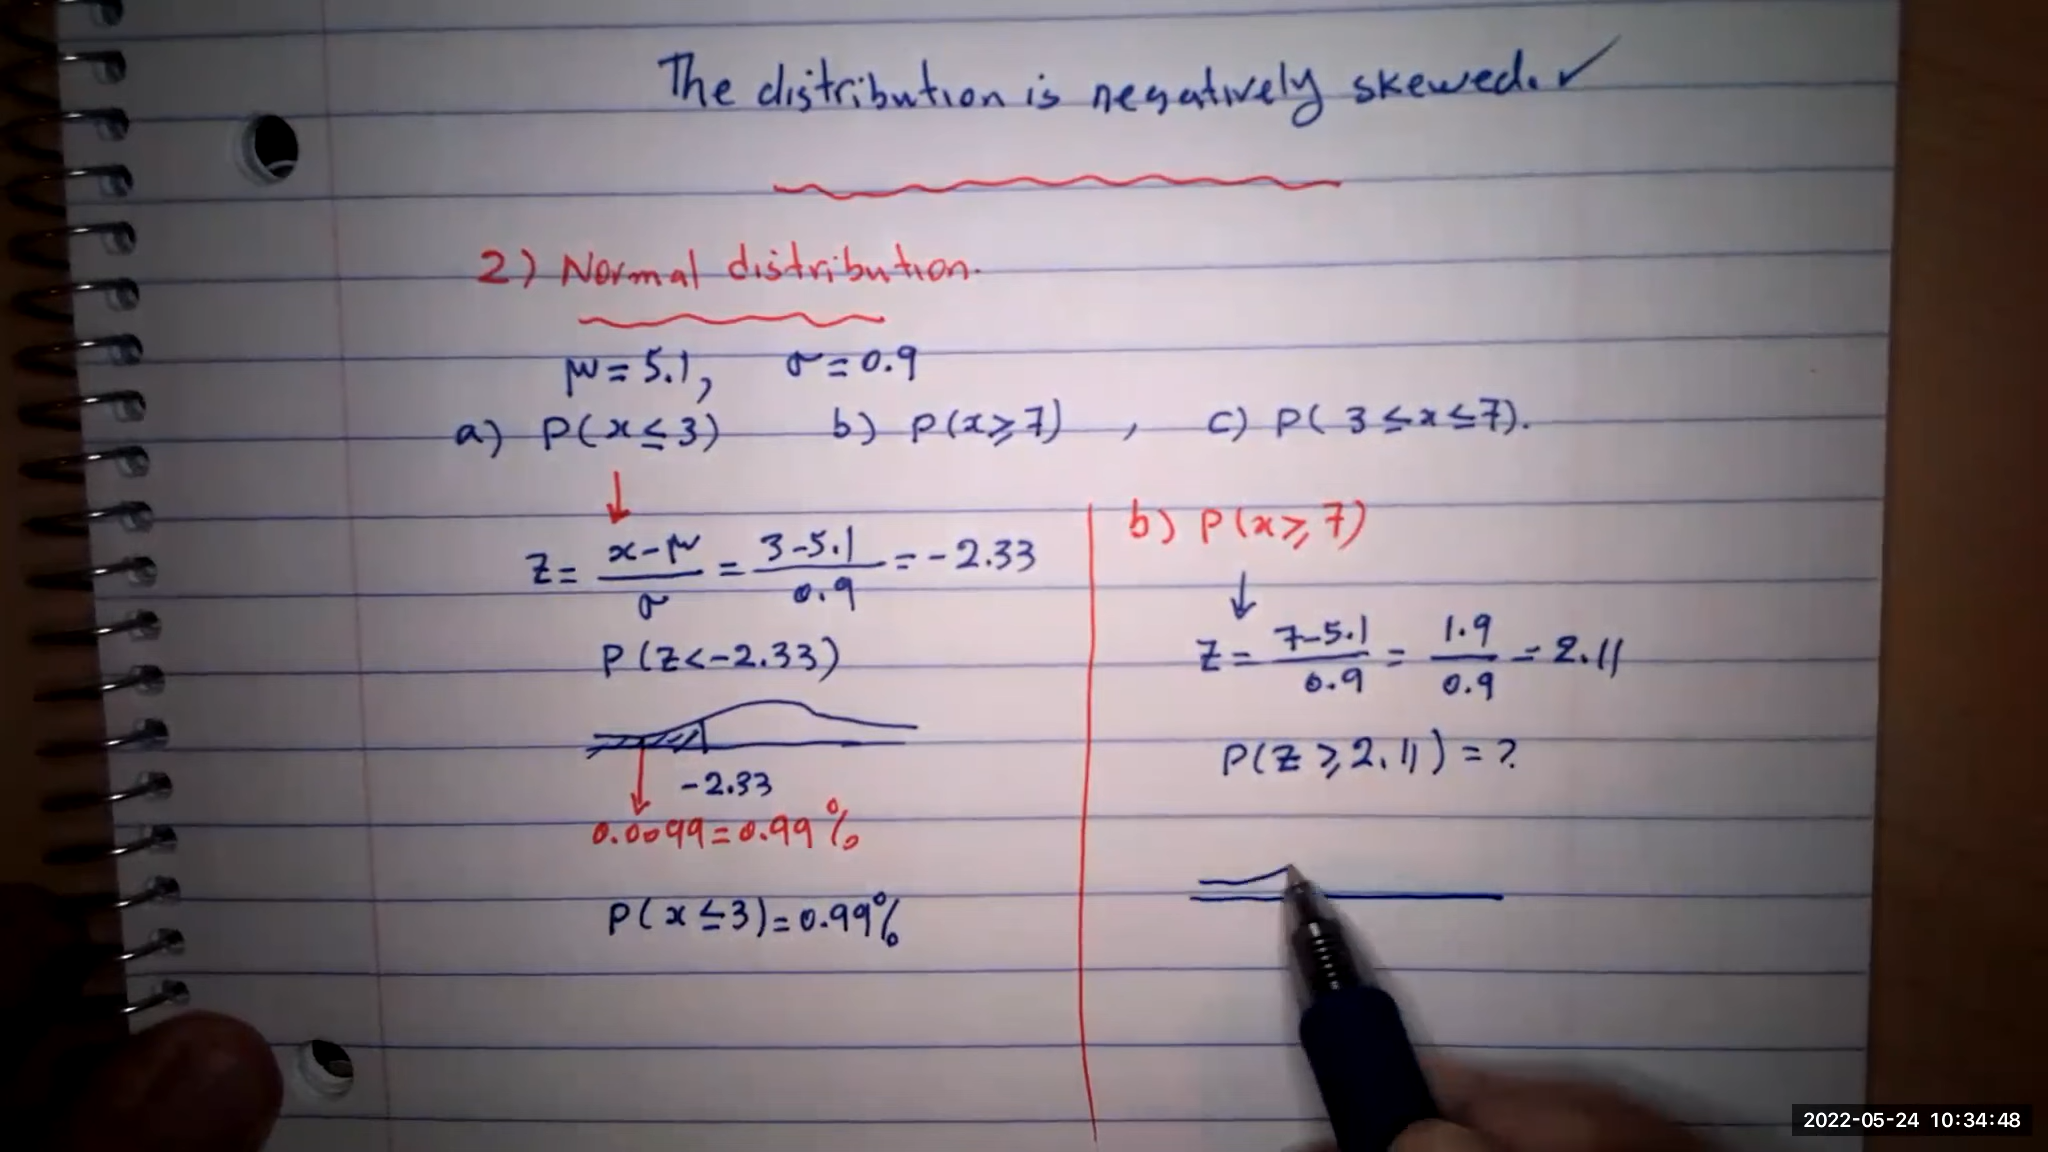 The distribution is negatively skewed. ✓
2) Normal distribution.
μ = 5.1, σ = 0.9
a) P(x ≤ 3) b) P(x ≥ 7) , c) P( 3 ≤ x ≤ 7).
z = (x - μ)/σ = (3 - 5.1)/0.9 = - 2.33
P(z < - 2.33)
-2.33
0.0099 = 0.99%
P(x ≤ 3) = 0.99%
b) P(x ≥ 7)
z = (7 - 5.1)/0.9 = 1.9/0.9 = 2.11
P(z ≥ 2.11) = ?
2022-05-24 10:34:48